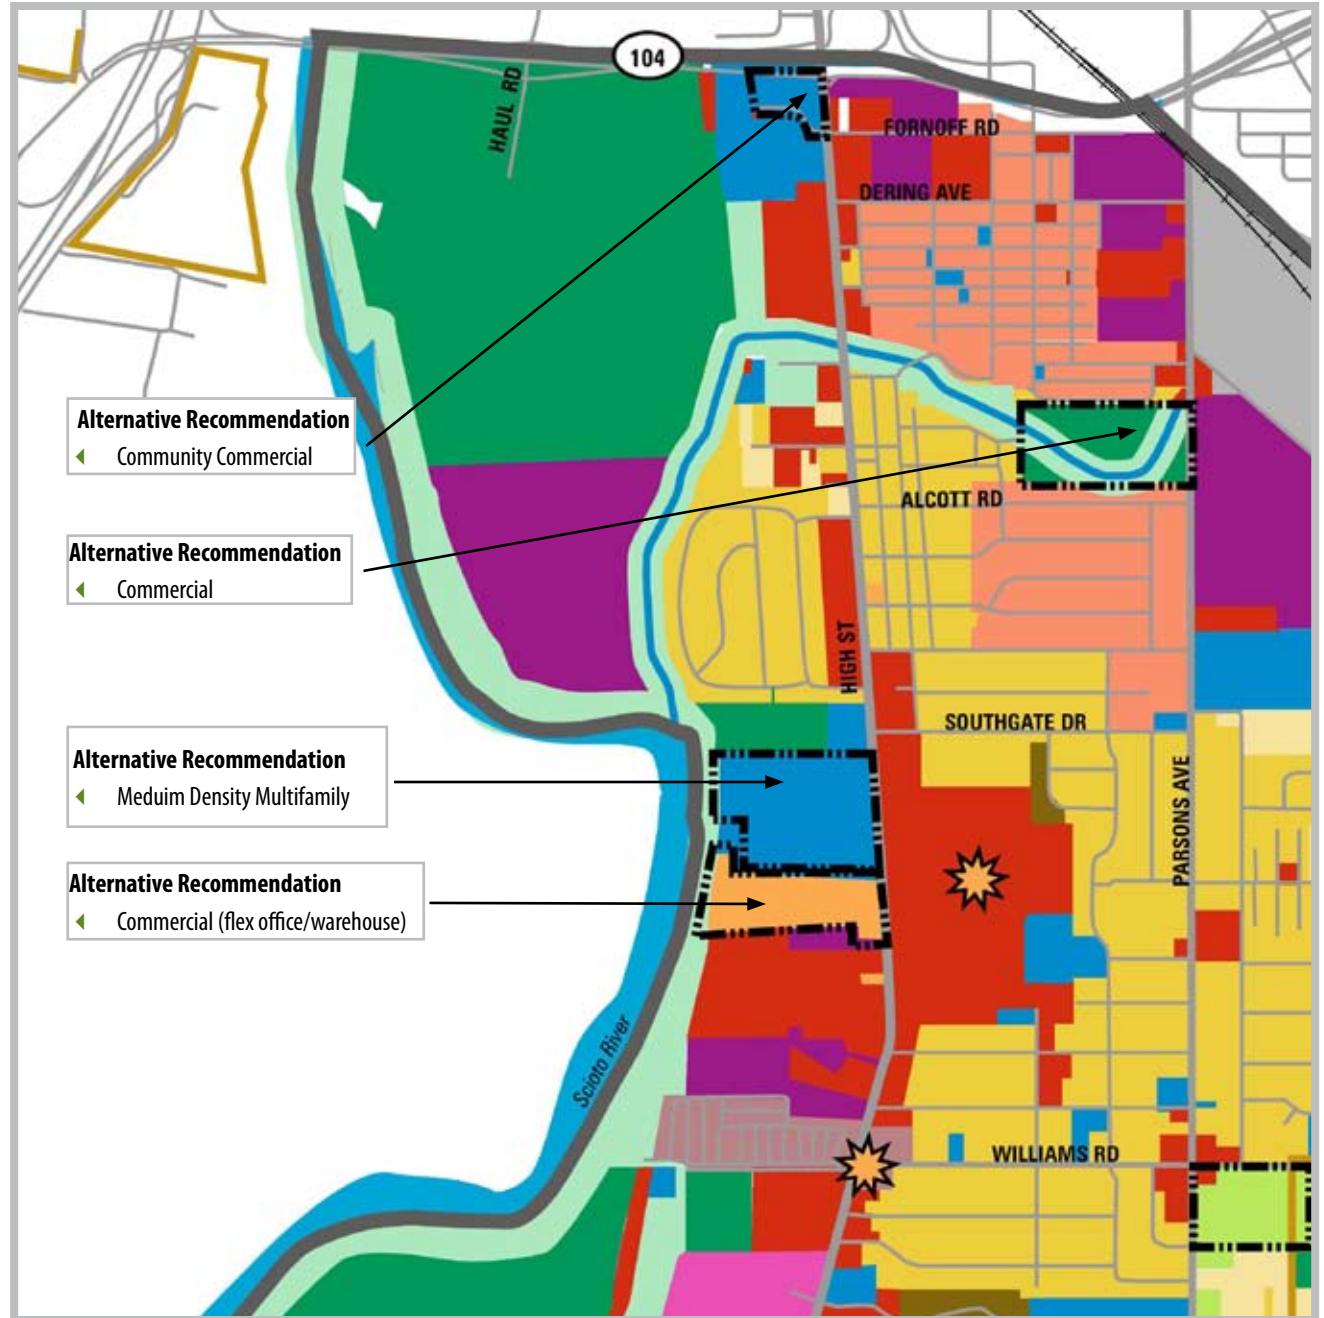 104
HAUL RD
FORNOFF RD
DERING AVE
Alternative Recommendation
Community Commercial
ALCOTT RD
Alternative Recommendation
Commercial
HIGH ST
SOUTHGATE DR
Alternative Recommendation
Meduim Density Multifamily
PARSONS AVE
Alternative Recommendation
Commercial (flex office/warehouse)
Scioto River
WILLIAMS RD